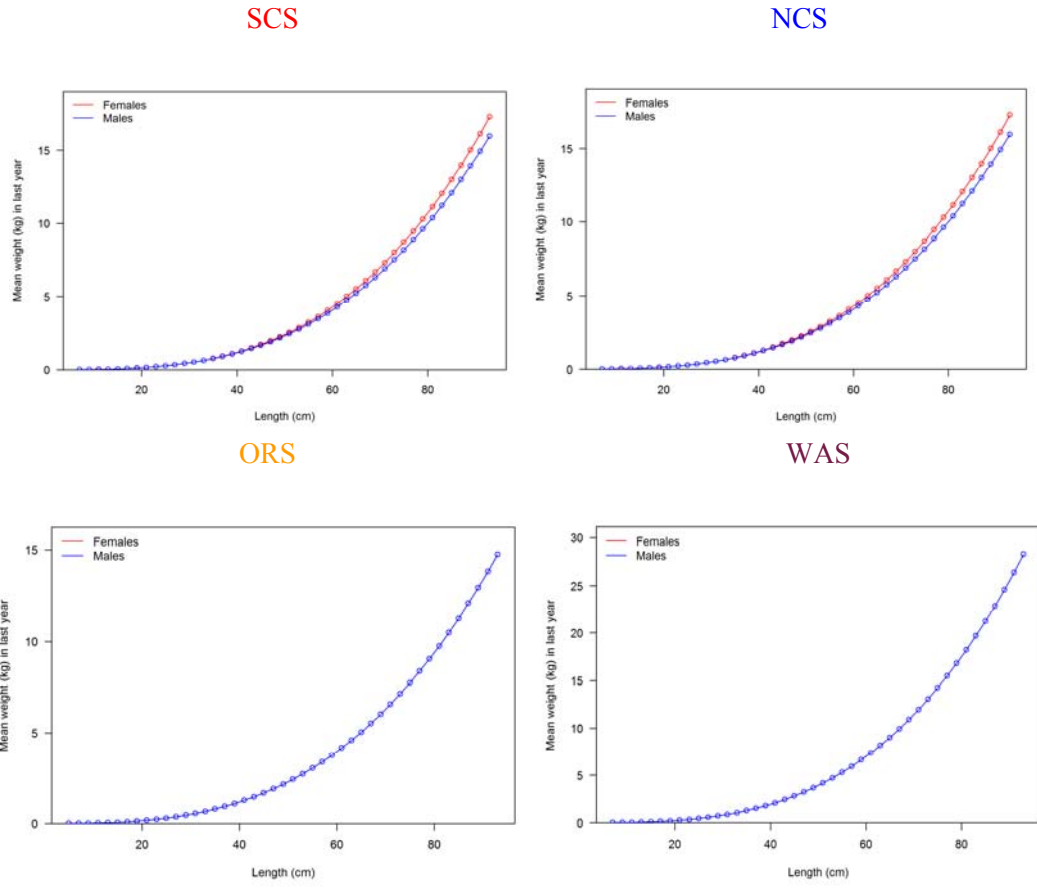 SCS
NCS
Females
Males
Mean weight (kg) in last year
15
10
5
0
20 40 60 80
Length (cm)
Females
Males
Mean weight (kg) in last year
15
10
5
0
20 40 60 80
Length (cm)
ORS
WAS
Females
Males
Mean weight (kg) in last year
15
10
5
0
20 40 60 80
Length (cm)
Females
Males
Mean weight (kg) in last year
30
25
20
15
10
5
0
20 40 60 80
Length (cm)